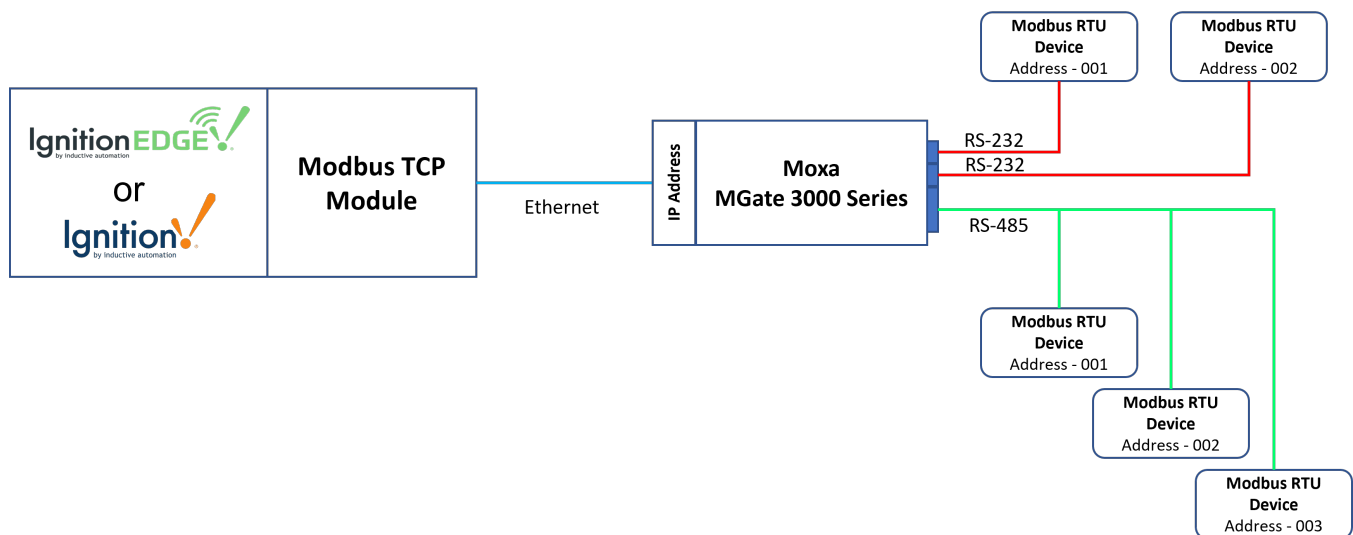 Ignition EDGE
by inductive automation
or
Ignition
by inductive automation
Modbus TCP
Module
Ethernet
IP Address
Moxa
MGate 3000 Series
RS-232
RS-232
RS-485
Modbus RTU
Device
Address - 001
Modbus RTU
Device
Address - 002
Modbus RTU
Device
Address - 001
Modbus RTU
Device
Address - 002
Modbus RTU
Device
Address - 003